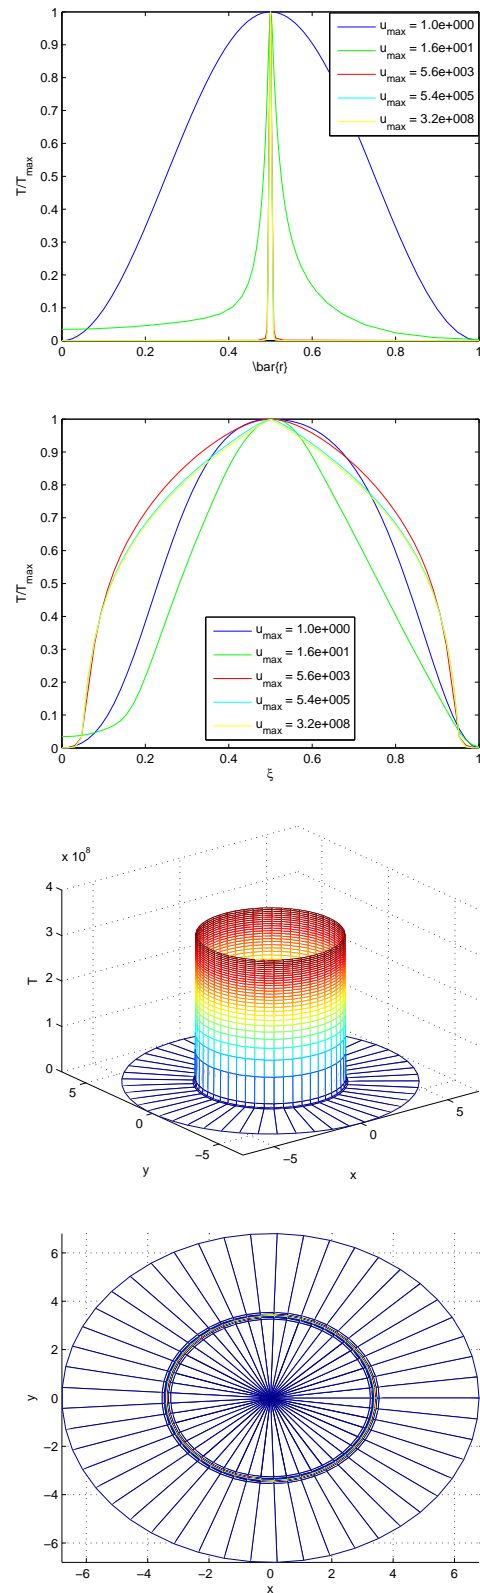 1
0.9
0.8
0.7
0.6
0.5
0.4
0.3
0.2
0.1
0
T/T_max
0 0.2 0.4 0.6 0.8 1
\bar{r}
u_max = 1.0e+000
u_max = 1.6e+001
u_max = 5.6e+003
u_max = 5.4e+005
u_max = 3.2e+008
1
0.9
0.8
0.7
0.6
0.5
0.4
0.3
0.2
0.1
0
T/T_max
0 0.2 0.4 0.6 0.8 1
ξ
u_max = 1.0e+000
u_max = 1.6e+001
u_max = 5.6e+003
u_max = 5.4e+005
u_max = 3.2e+008
x 10^8
4
3
2
1
0
T
5
0
−5
y
−5
0
5
x
6
4
2
0
−2
−4
−6
y
−6 −4 −2 0 2 4 6
x